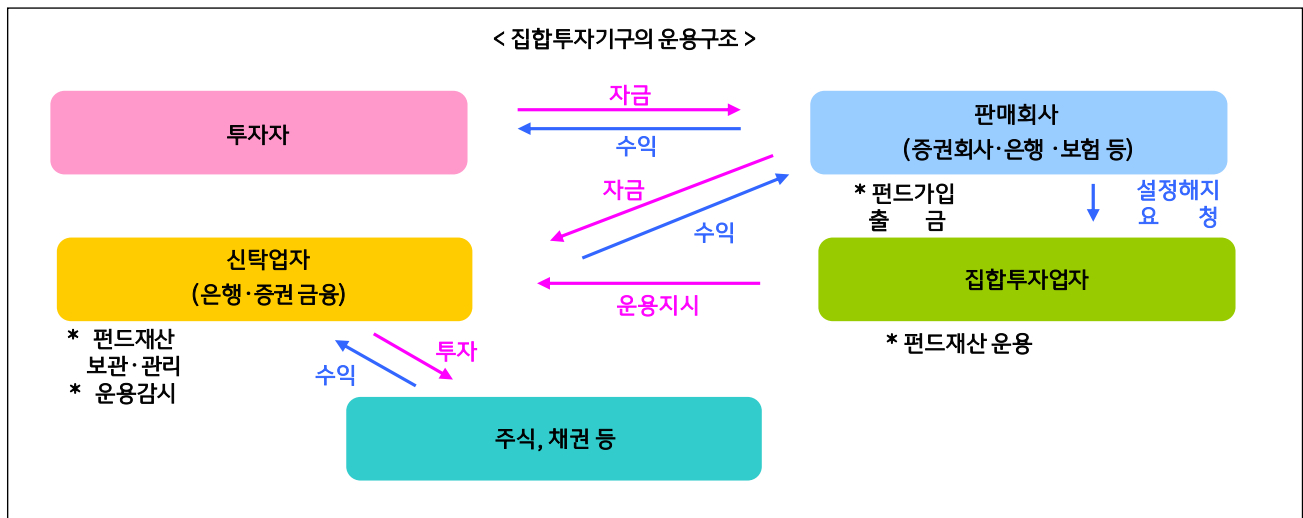 < 집합투자기구의 운용구조 >
투자자
자금
수익
판매회사
(증권회사·은행 ·보험 등)
* 펀드가입
출 금
설정해지
요 청
자금
수익
신탁업자
(은행·증권 금융)
* 펀드재산
보관·관리
* 운용감시
운용지시
집합투자업자
* 펀드재산 운용
투자
수익
주식, 채권 등